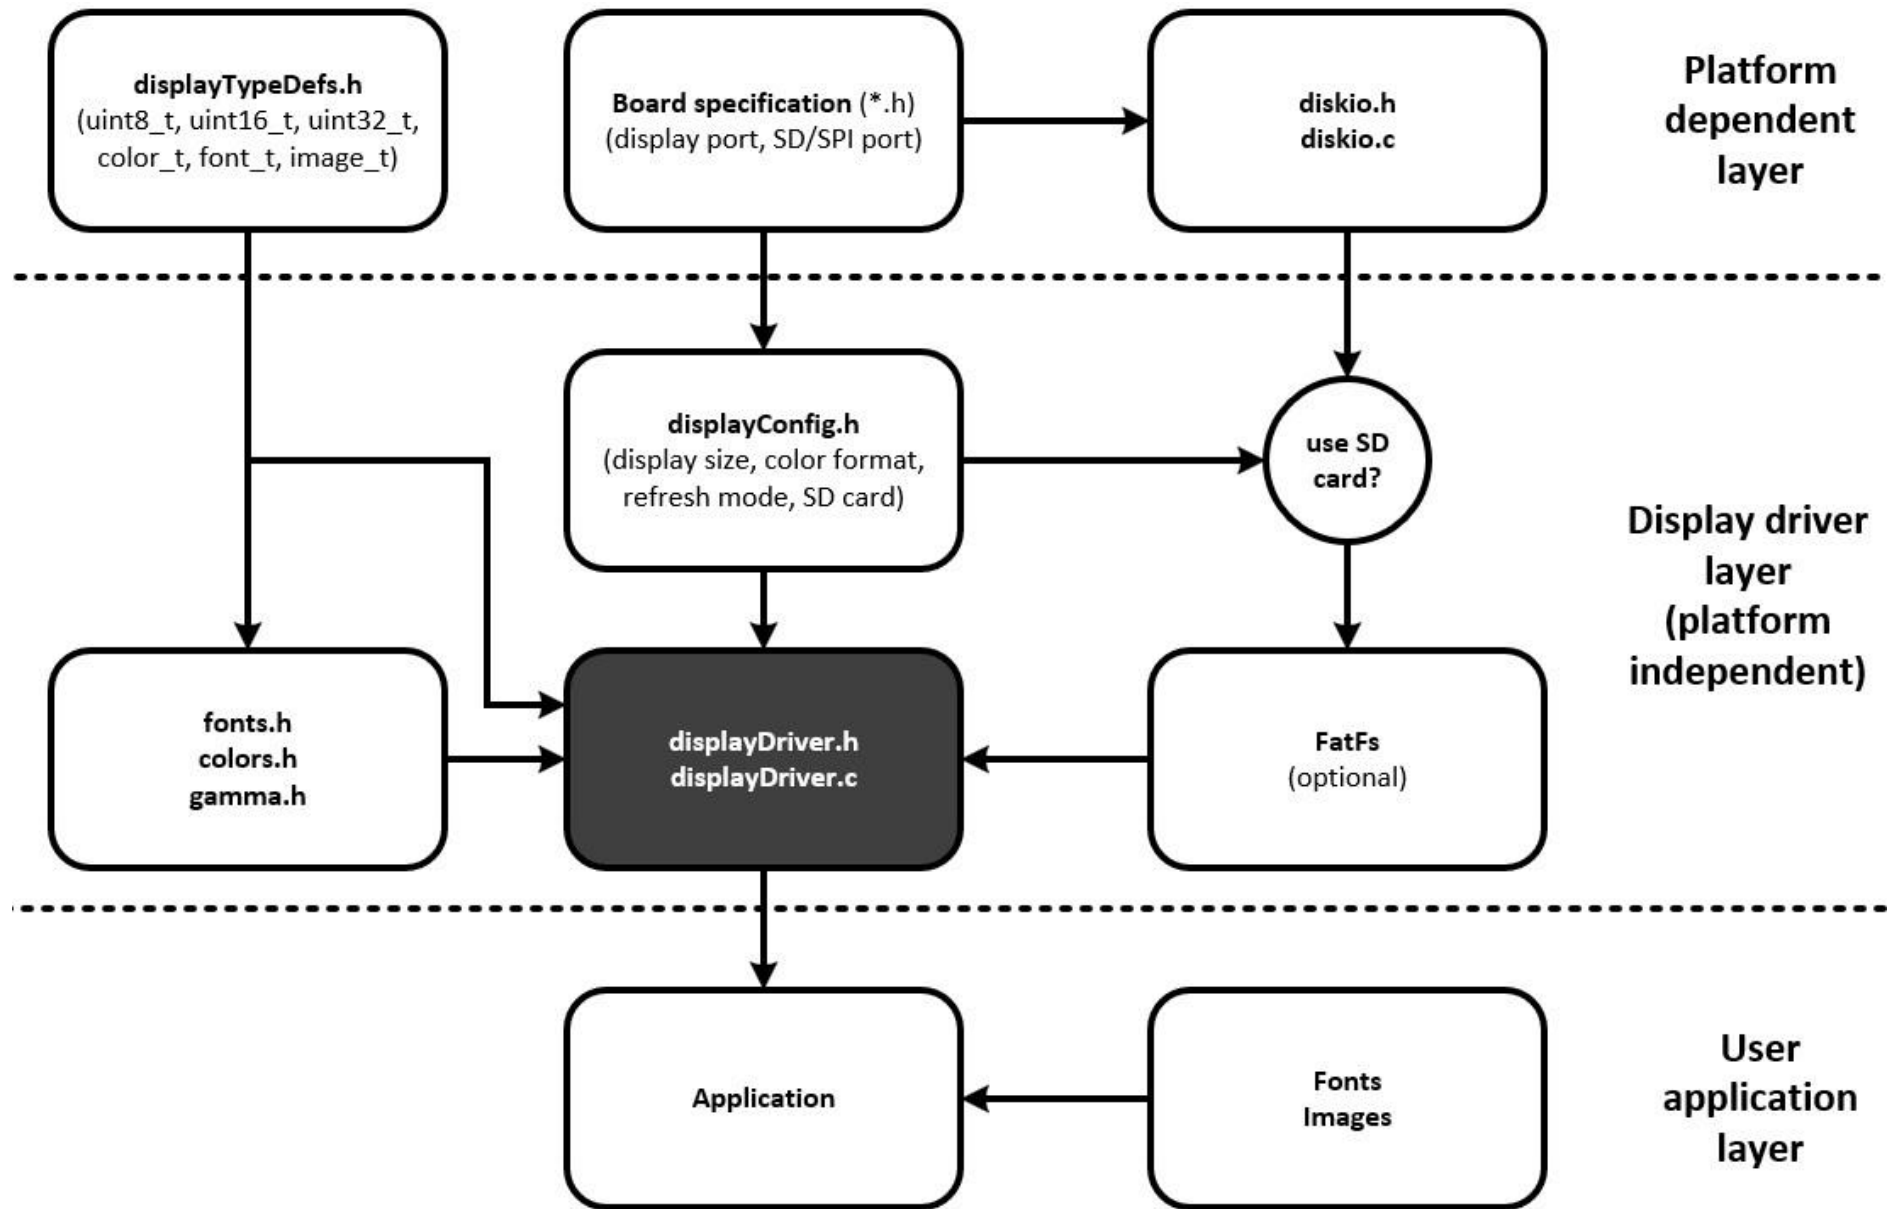 displayTypeDefs.h
(uint8_t, uint16_t, uint32_t,
color_t, font_t, image_t)
Board specification (*.h)
(display port, SD/SPI port)
diskio.h
diskio.c
Platform
dependent
layer
displayConfig.h
(display size, color format,
refresh mode, SD card)
use SD
card?
Display driver
layer
(platform
independent)
fonts.h
colors.h
gamma.h
displayDriver.h
displayDriver.c
FatFs
(optional)
Application
Fonts
Images
User
application
layer